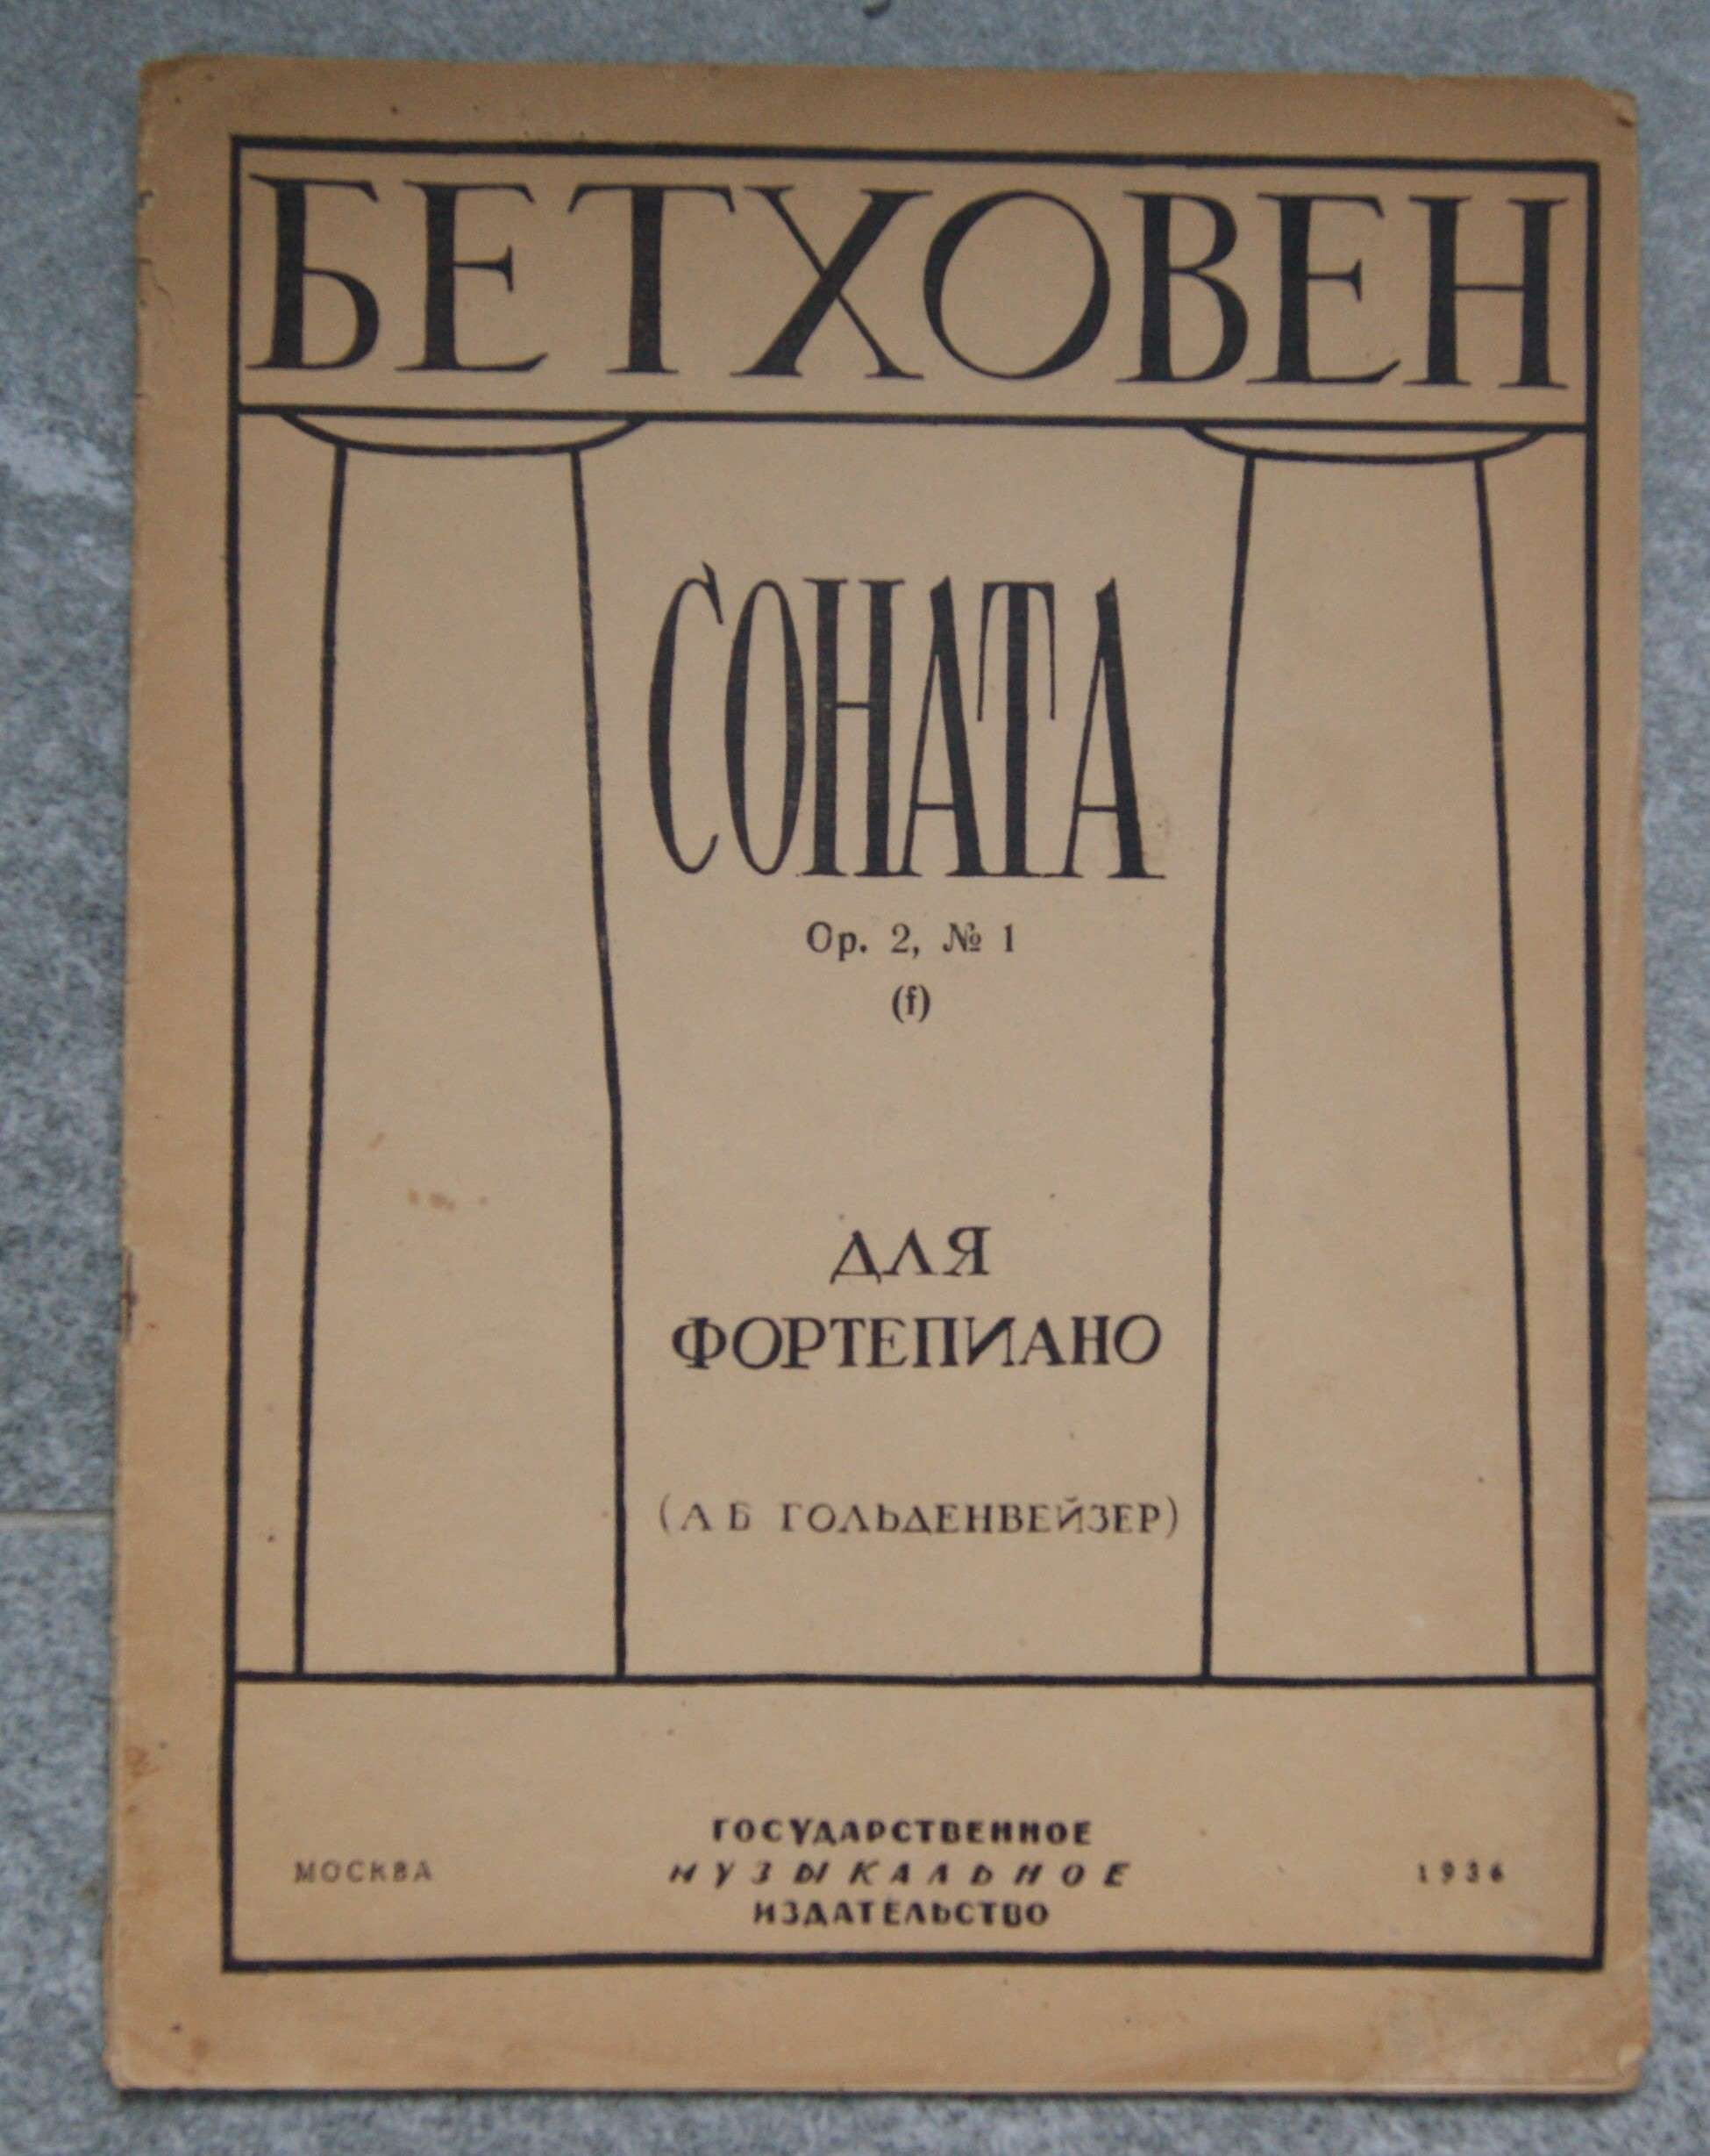 БЕТХОВЕН
СОНАТА
Op. 2, № 1
(f)
ДЛЯ
ФОРТЕПИАНО
(А Б ГОЛЬДЕНВЕЙЗЕР)
ГОСУДАРСТВЕННОЕ
МОСКВА МУЗЫКАЛЬНОЕ 1936
ИЗДАТЕЛЬСТВО